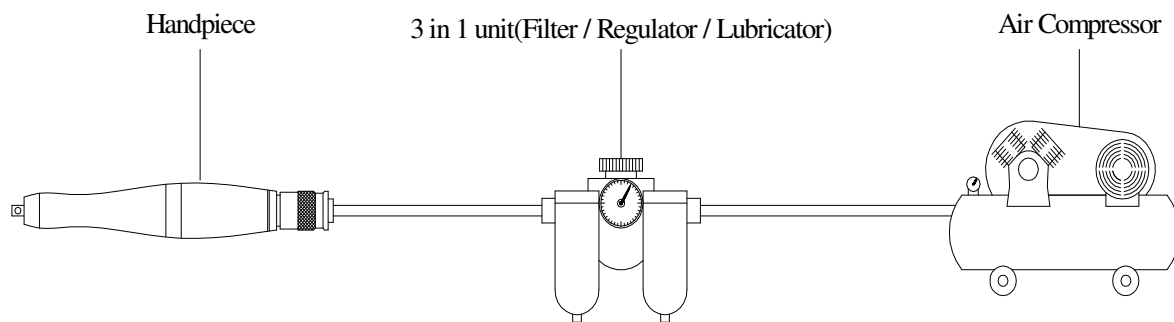 Handpiece
3 in 1 unit(Filter / Regulator / Lubricator)
Air Compressor